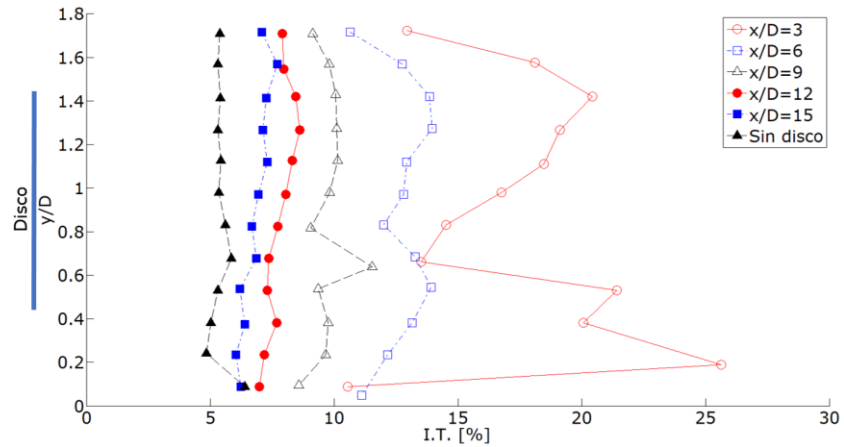 1.8
1.6
1.4
1.2
1
0.8
0.6
0.4
0.2
0
Disco
y/D
0 5 10 15 20 25 30
I.T. [%]
x/D=3
x/D=6
x/D=9
x/D=12
x/D=15
Sin disco